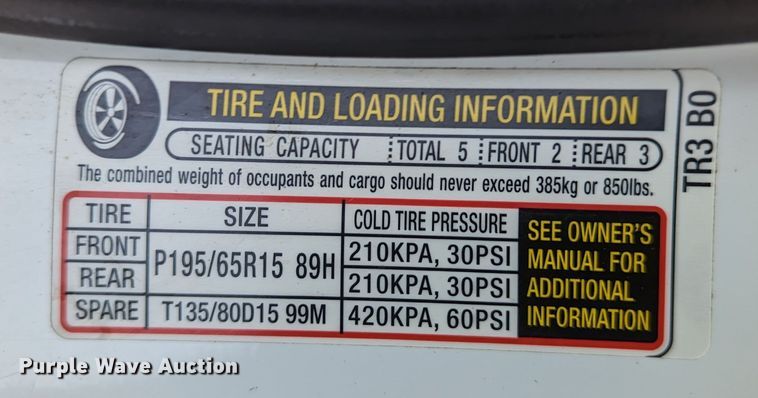 TIRE AND LOADING INFORMATION
SEATING CAPACITY TOTAL 5 FRONT 2 REAR 3
The combined weight of occupants and cargo should never exceed 385kg or 850lbs.
TIRE SIZE COLD TIRE PRESSURE
FRONT P195/65R15 89H 210KPA, 30PSI
REAR 210KPA, 30PSI
SPARE T135/80D15 99M 420KPA, 60PSI
SEE OWNER'S
MANUAL FOR
ADDITIONAL
INFORMATION
TR3 B0
Purple Wave Auction